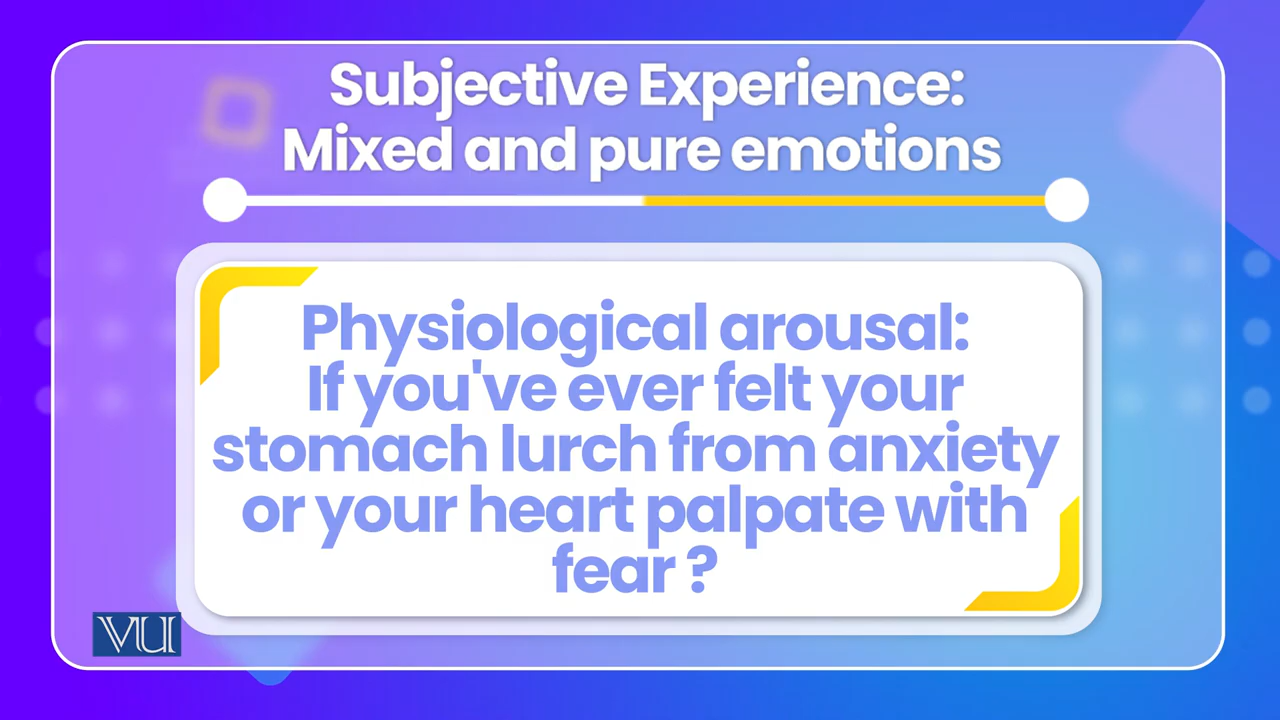 Subjective Experience:
Mixed and pure emotions
Physiological arousal:
If you've ever felt your
stomach lurch from anxiety
or your heart palpate with
fear ?
VU